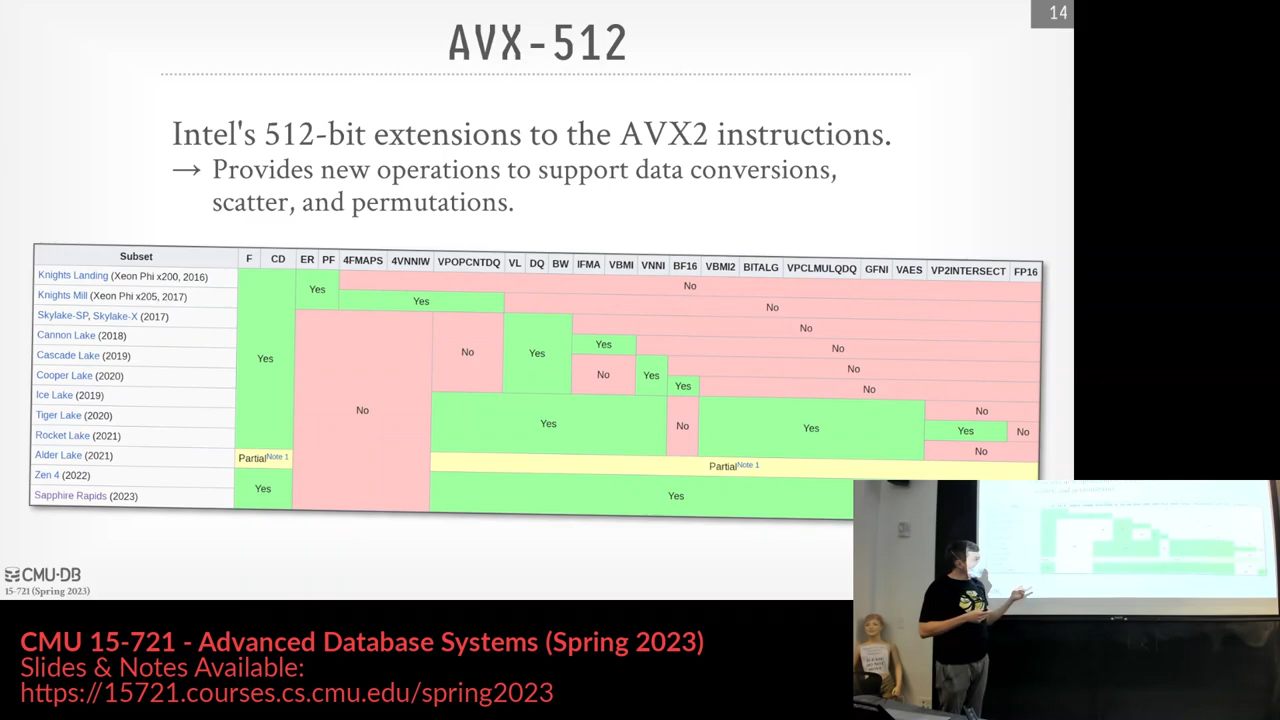 14
AVX-512
Intel's 512-bit extensions to the AVX2 instructions.
→ Provides new operations to support data conversions,
scatter, and permutations.
Subset F CD ER PF 4FMAPS 4VNNIW VPOPCNTDQ VL DQ BW IFMA VBMI VNNI BF16 VBMI2 BITALG VPCLMULQDQ GFNI VAES VP2INTERSECT FP16
Knights Landing (Xeon Phi x200, 2016) Yes Yes No
Knights Mill (Xeon Phi x205, 2017) Yes No
Skylake-SP, Skylake-X (2017) No No Yes No
Cannon Lake (2018) Yes No
Cascade Lake (2019) No Yes No
Cooper Lake (2020) Yes No
Ice Lake (2019) Yes No Yes No
Tiger Lake (2020) Yes No
Rocket Lake (2021) No
Alder Lake (2021) Partial Note 1 Partial Note 1
Zen 4 (2022) Yes Yes
Sapphire Rapids (2023)
CMU·DB
15-721 (Spring 2023)
CMU 15-721 - Advanced Database Systems (Spring 2023)
Slides & Notes Available:
https://15721.courses.cs.cmu.edu/spring2023